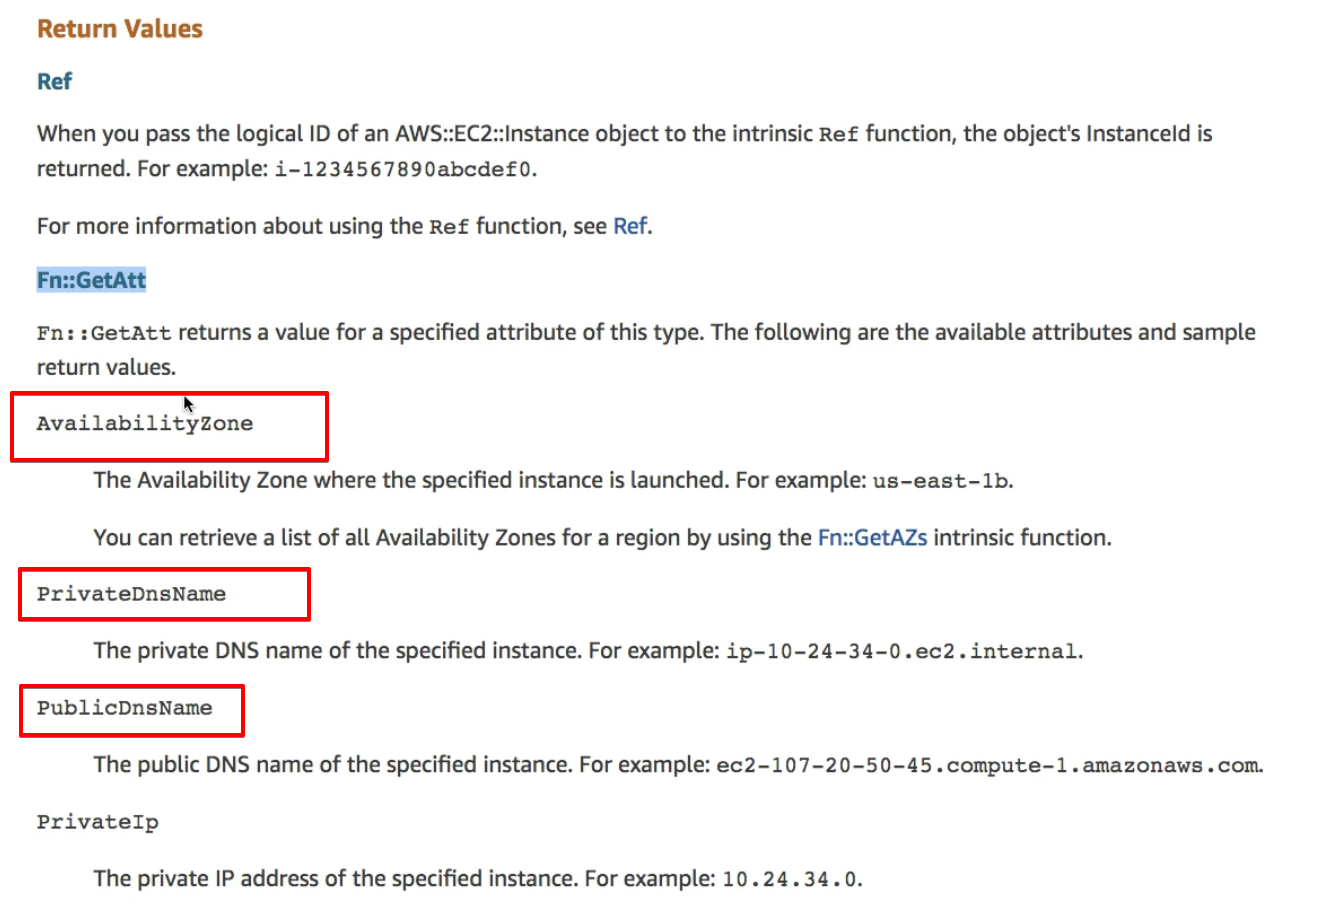 Return Values
Ref
When you pass the logical ID of an AWS::EC2::Instance object to the intrinsic Ref function, the object's InstanceId is
returned. For example: i-1234567890abcdef0.
For more information about using the Ref function, see Ref.
Fn::GetAtt
Fn::GetAtt returns a value for a specified attribute of this type. The following are the available attributes and sample
return values.
AvailabilityZone
The Availability Zone where the specified instance is launched. For example: us-east-1b.
You can retrieve a list of all Availability Zones for a region by using the Fn::GetAZs intrinsic function.
PrivateDnsName
The private DNS name of the specified instance. For example: ip-10-24-34-0.ec2.internal.
PublicDnsName
The public DNS name of the specified instance. For example: ec2-107-20-50-45.compute-1.amazonaws.com.
PrivateIp
The private IP address of the specified instance. For example: 10.24.34.0.